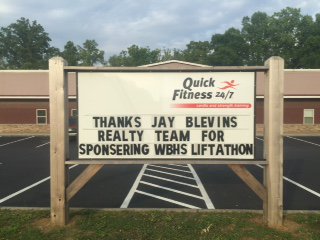 Quick
Fitness 24/7
cardio and strength training
THANKS JAY BLEVINS
REALTY TEAM FOR
SPONSERING WBHS LIFTATHON